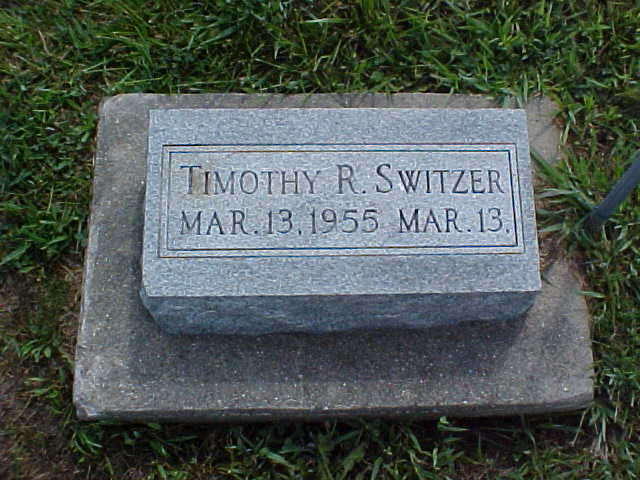 TIMOTHY R. SWITZER
MAR. 13, 1955 MAR. 13,